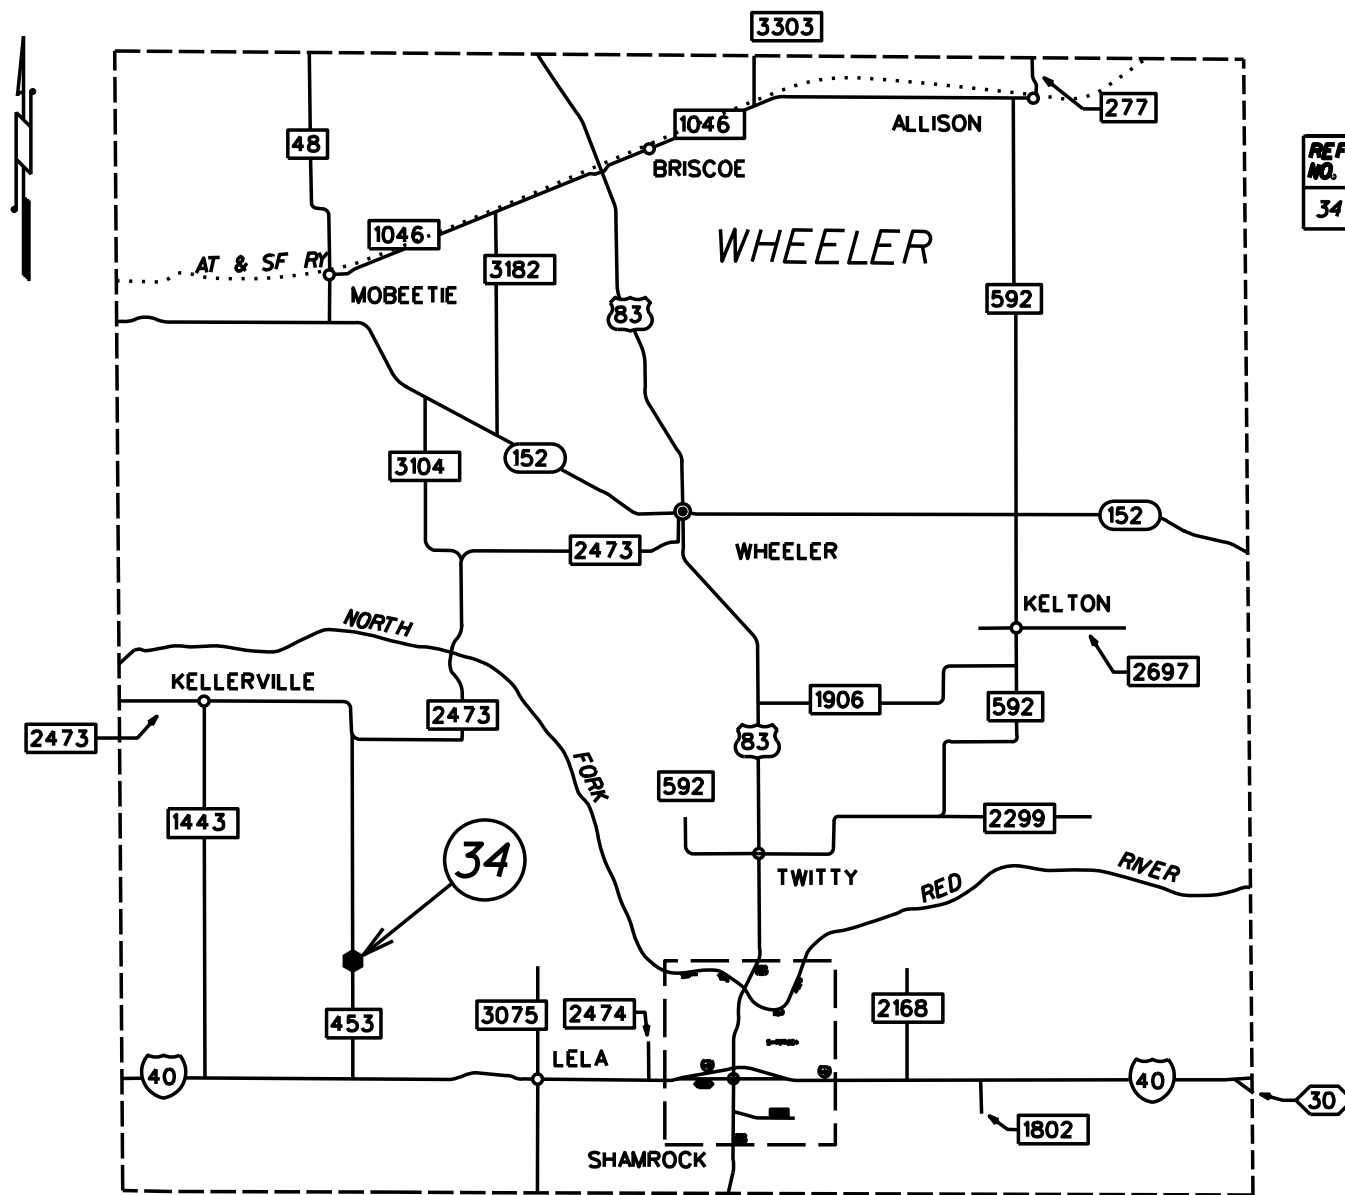 3303
277
1046
ALLISON
48
BRISCOE
REF
NO.
34
1046
WHEELER
AT & SF RY
3182
MOBEETIE
592
83
3104
152
152
2473
WHEELER
KELTON
NORTH
KELLERVILLE
2697
1906
592
2473
2473
83
FORK
592
1443
2299
34
TWITTY
RED
RIVER
453
3075
2474
2168
LELA
40
40
30
1802
SHAMROCK